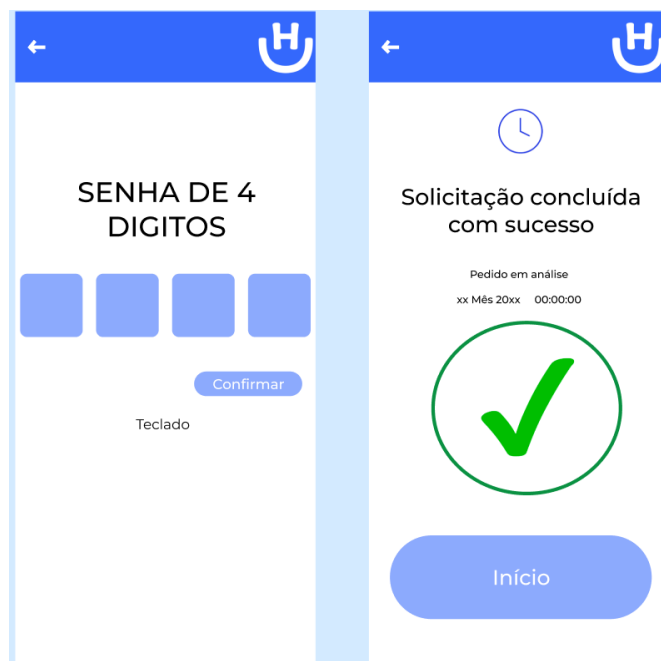 H
SENHA DE 4
DIGITOS
Confirmar
Teclado
H
Solicitação concluída
com sucesso
Pedido em análise
xx Mês 20xx 00:00:00
Início